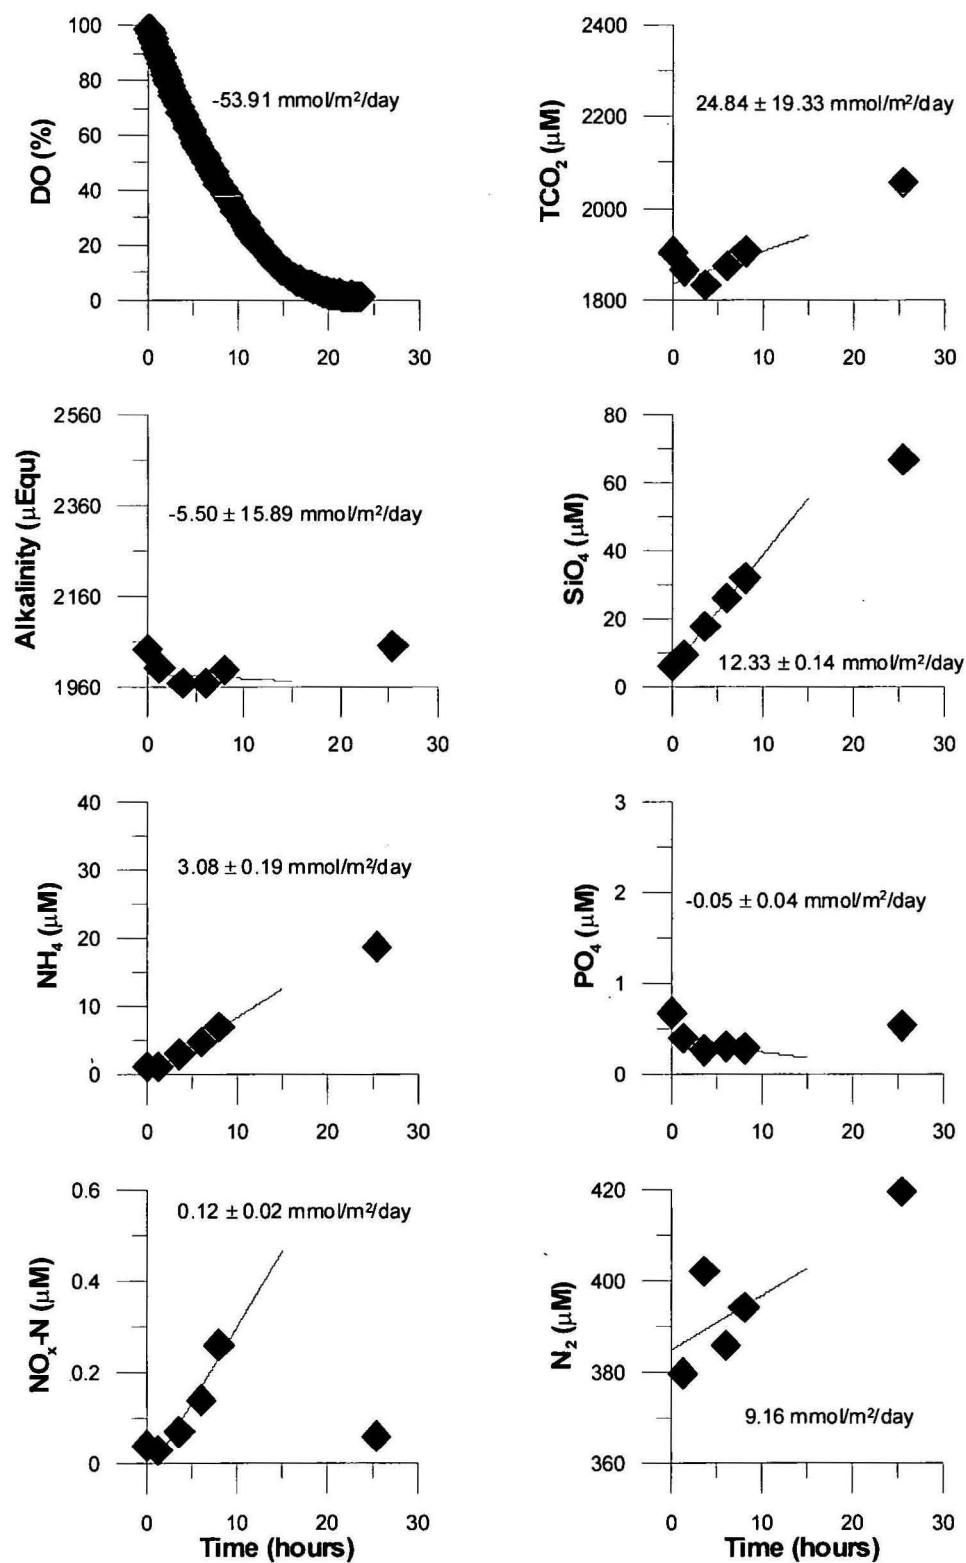 100
80
60
40
20
0
DO (%)
-53.91 mmol/m²/day
0 10 20 30
2400
2200
2000
1800
TCO₂ (μM)
24.84 ± 19.33 mmol/m²/day
0 10 20 30
2560
2360
2160
1960
Alkalinity (μEqu)
-5.50 ± 15.89 mmol/m²/day
0 10 20 30
80
60
40
20
0
SiO₄ (μM)
12.33 ± 0.14 mmol/m²/day
0 10 20 30
40
30
20
10
0
NH₄ (μM)
3.08 ± 0.19 mmol/m²/day
0 10 20 30
3
2
1
0
PO₄ (μM)
-0.05 ± 0.04 mmol/m²/day
0 10 20 30
0.6
0.4
0.2
0
NOₓ-N (μM)
0.12 ± 0.02 mmol/m²/day
0 10 20 30
Time (hours)
420
400
380
360
N₂ (μM)
9.16 mmol/m²/day
0 10 20 30
Time (hours)